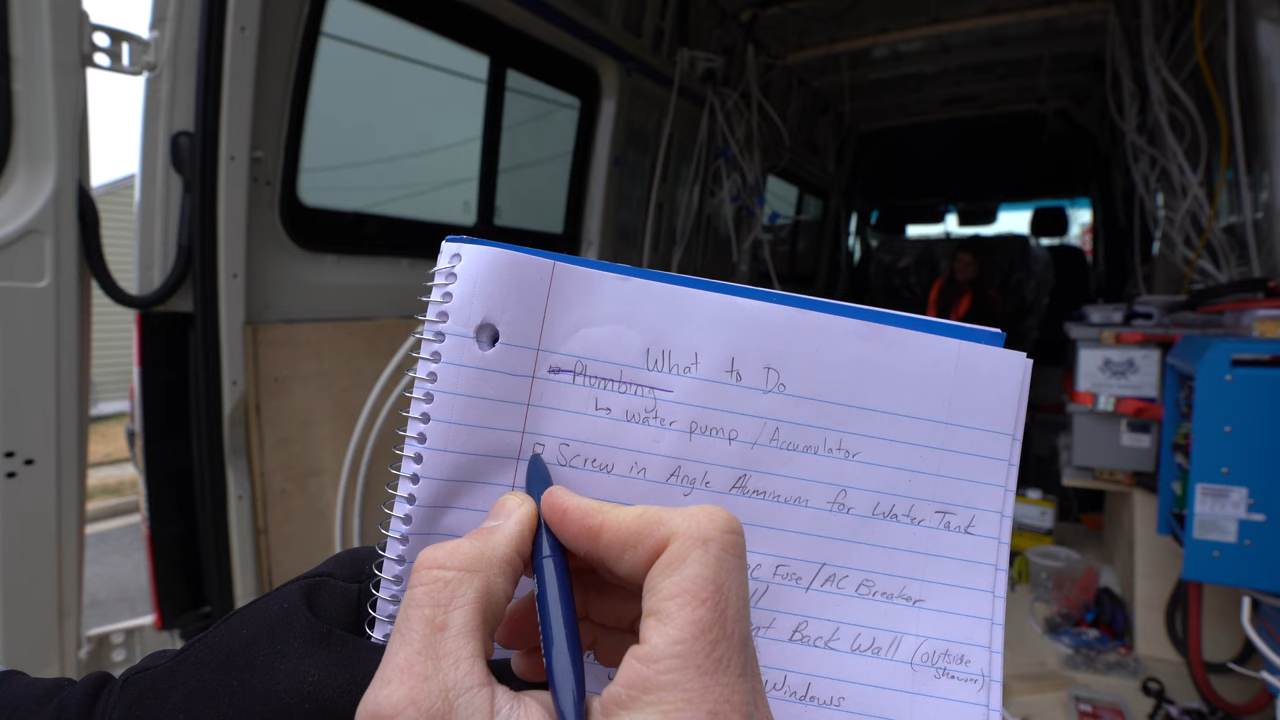 What to Do
Plumbing
↳ water pump / Accumulator
Screw in Angle Aluminum for Water Tank
Fuse/AC Breaker
Back Wall (outside shower)
Windows